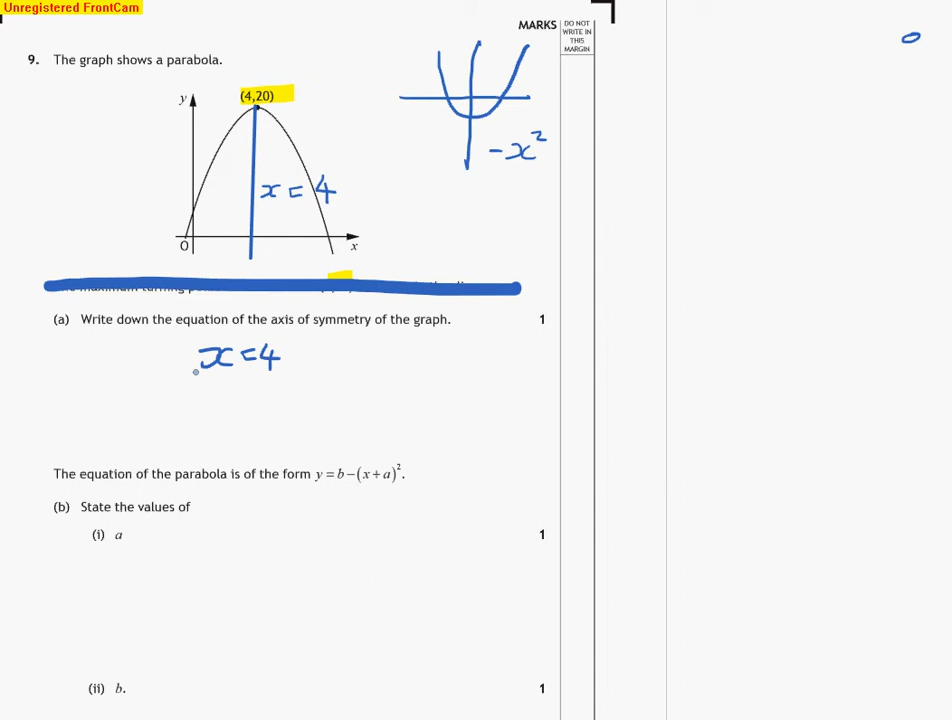 Unregistered FrontCam
MARKS
DO NOT
WRITE IN
THIS
MARGIN
9. The graph shows a parabola.
y
(4,20)
-x²
x = 4
O
x
(a) Write down the equation of the axis of symmetry of the graph. 1
x = 4
The equation of the parabola is of the form y = b − (x + a)².
(b) State the values of
(i) a 1
(ii) b. 1